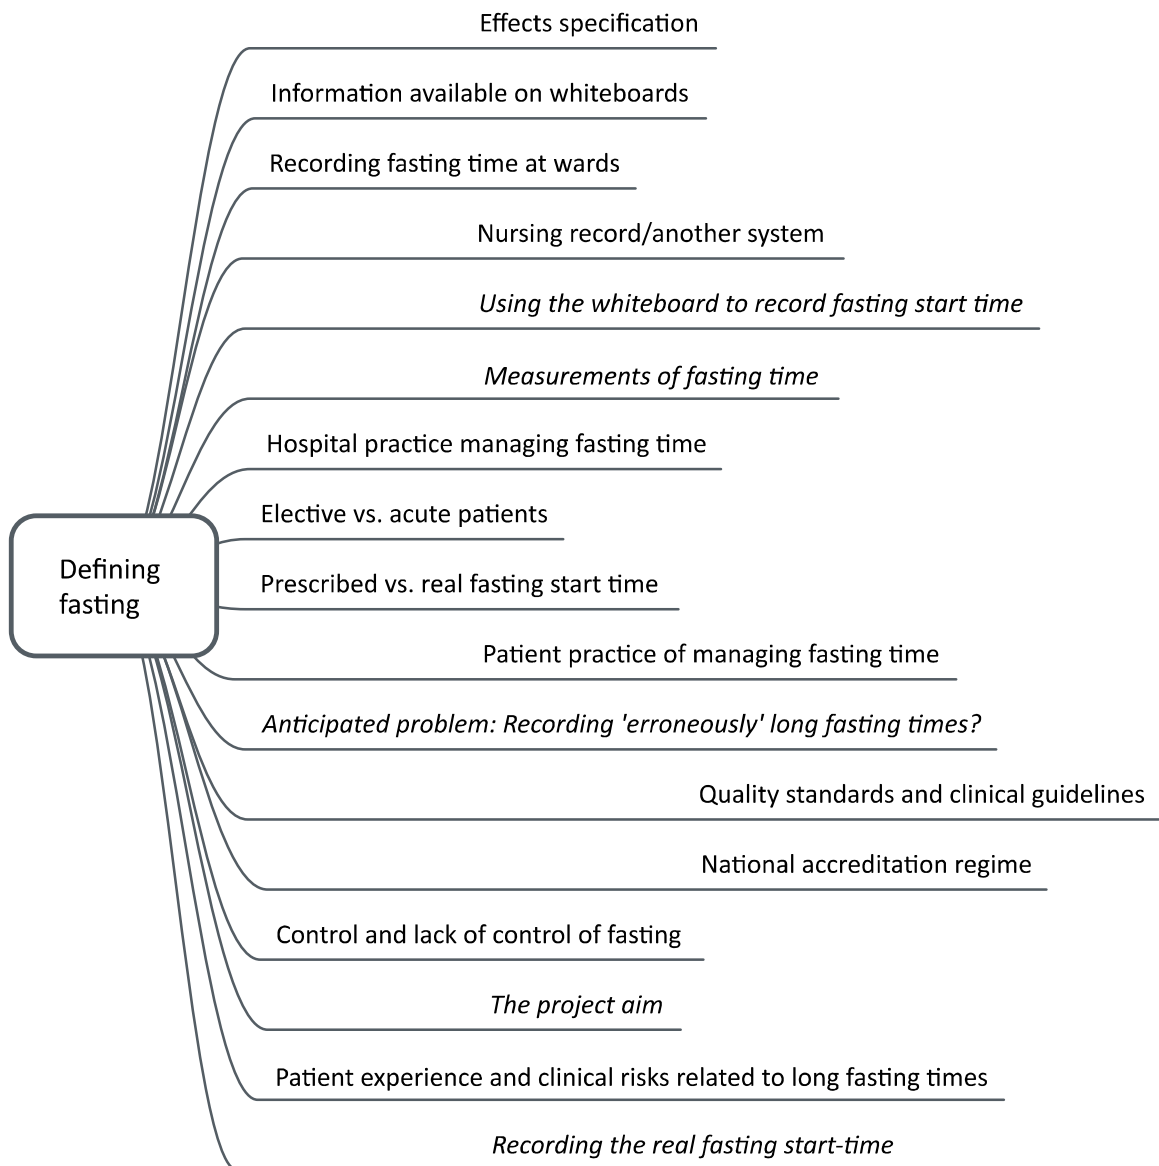 Effects specification
Information available on whiteboards
Recording fasting time at wards
Nursing record/another system
Using the whiteboard to record fasting start time
Measurements of fasting time
Hospital practice managing fasting time
Elective vs. acute patients
Defining
fasting
Prescribed vs. real fasting start time
Patient practice of managing fasting time
Anticipated problem: Recording 'erroneously' long fasting times?
Quality standards and clinical guidelines
National accreditation regime
Control and lack of control of fasting
The project aim
Patient experience and clinical risks related to long fasting times
Recording the real fasting start-time